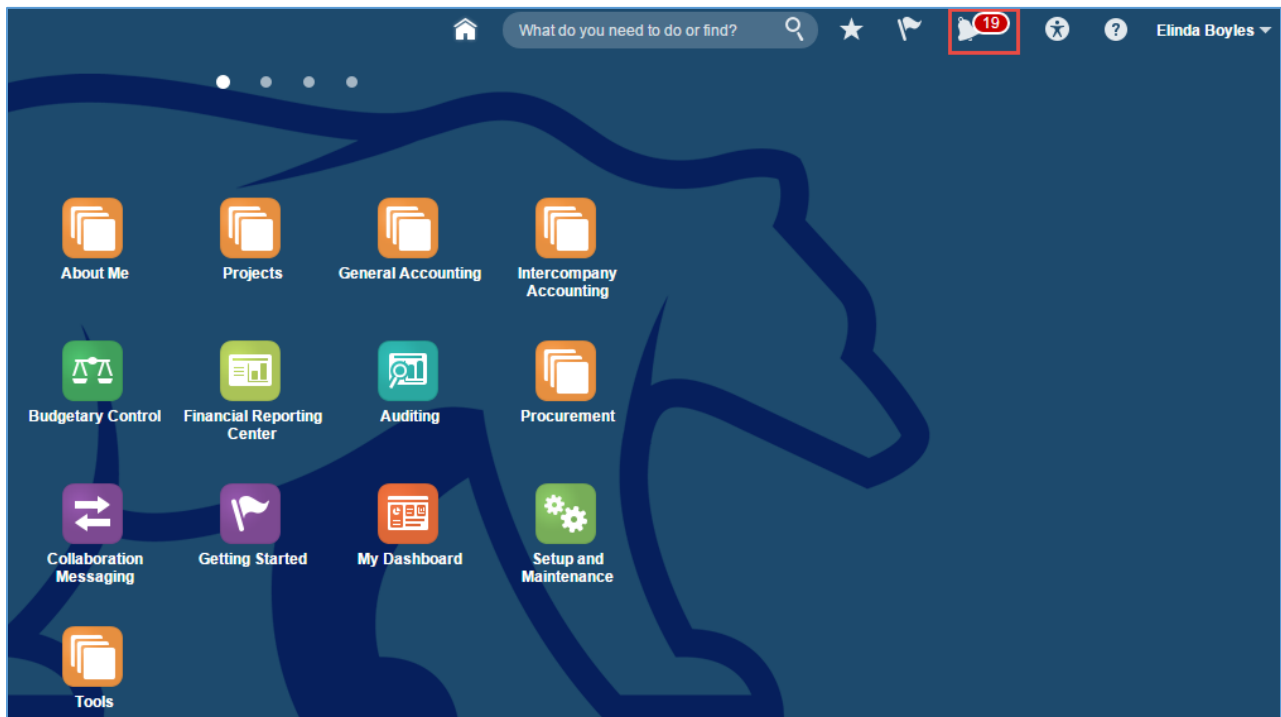 What do you need to do or find?
19
?
Elinda Boyles
About Me
Projects
General Accounting
Intercompany
Accounting
Budgetary Control
Financial Reporting
Center
Auditing
Procurement
Collaboration
Messaging
Getting Started
My Dashboard
Setup and
Maintenance
Tools